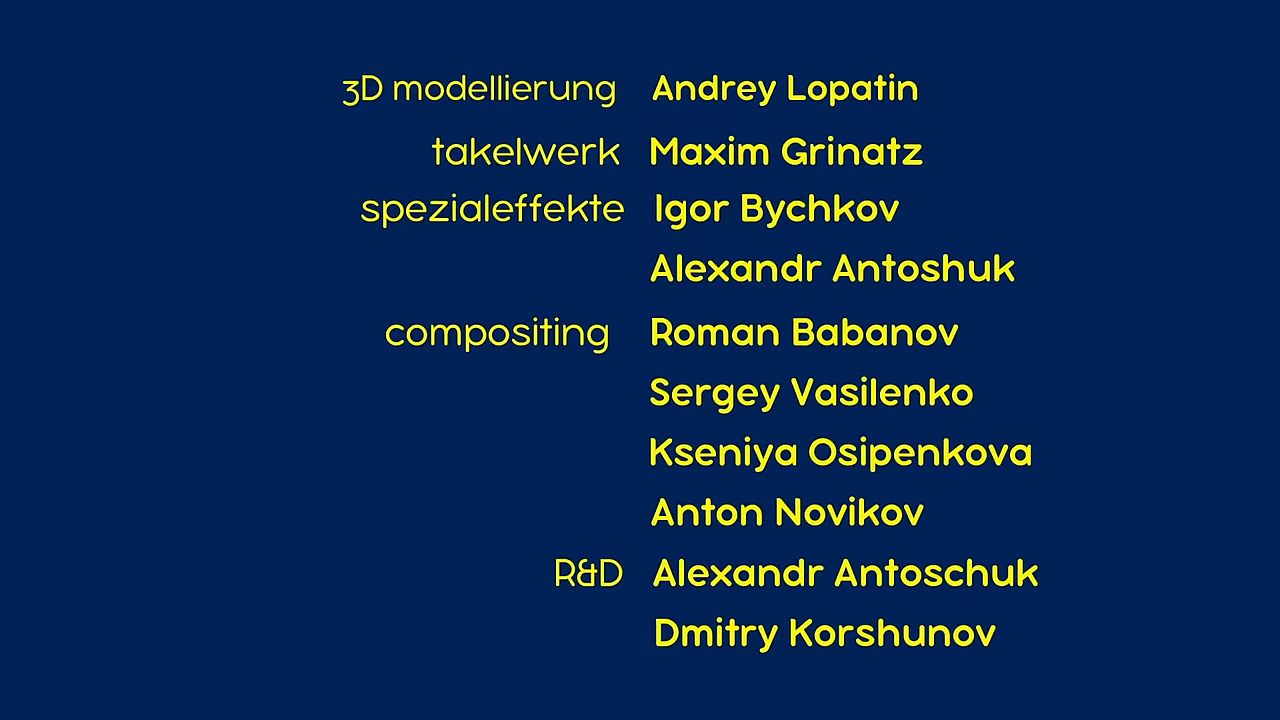 3D modellierung Andrey Lopatin
takelwerk Maxim Grinatz
spezialeffekte Igor Bychkov
Alexandr Antoshuk
compositing Roman Babanov
Sergey Vasilenko
Kseniya Osipenkova
Anton Novikov
R&D Alexandr Antoschuk
Dmitry Korshunov